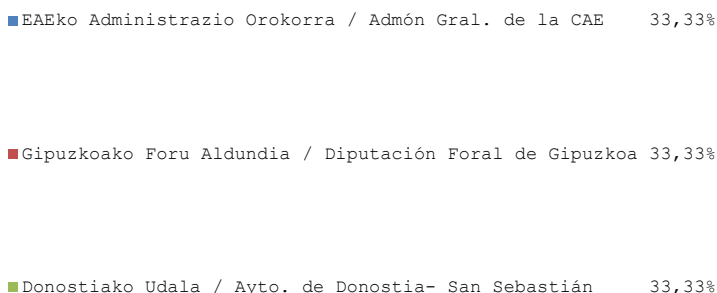 EAEko Administrazio Orokorra / Admón Gral. de la CAE 33,33%
Gipuzkoako Foru Aldundia / Diputación Foral de Gipuzkoa 33,33%
Donostiako Udala / Ayto. de Donostia- San Sebastián 33,33%